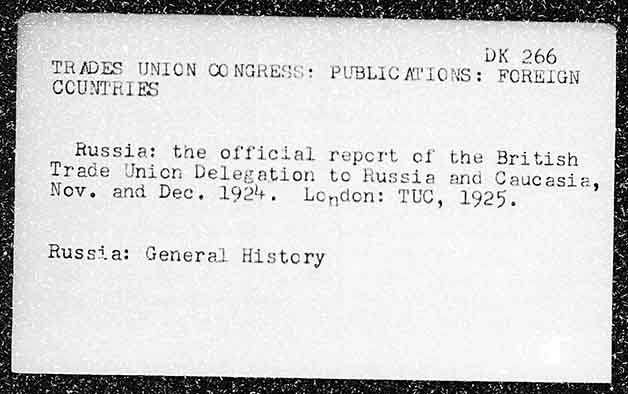 DK 266
TRADES UNION CONGRESS: PUBLICATIONS: FOREIGN
COUNTRIES
Russia: the official report of the British
Trade Union Delegation to Russia and Caucasia,
Nov. and Dec. 1924. London: TUC, 1925.
Russia: General History